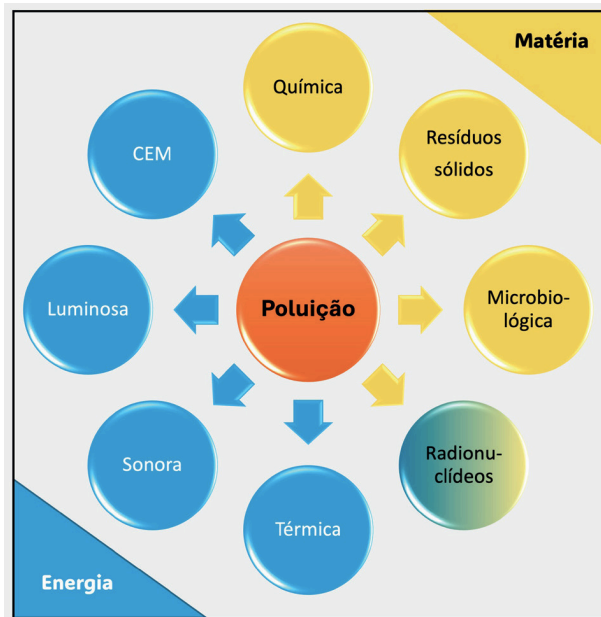 Matéria
Química
Resíduos
sólidos
CEM
Luminosa
Poluição
Microbio-
lógica
Sonora
Radionu-
clídeos
Térmica
Energia